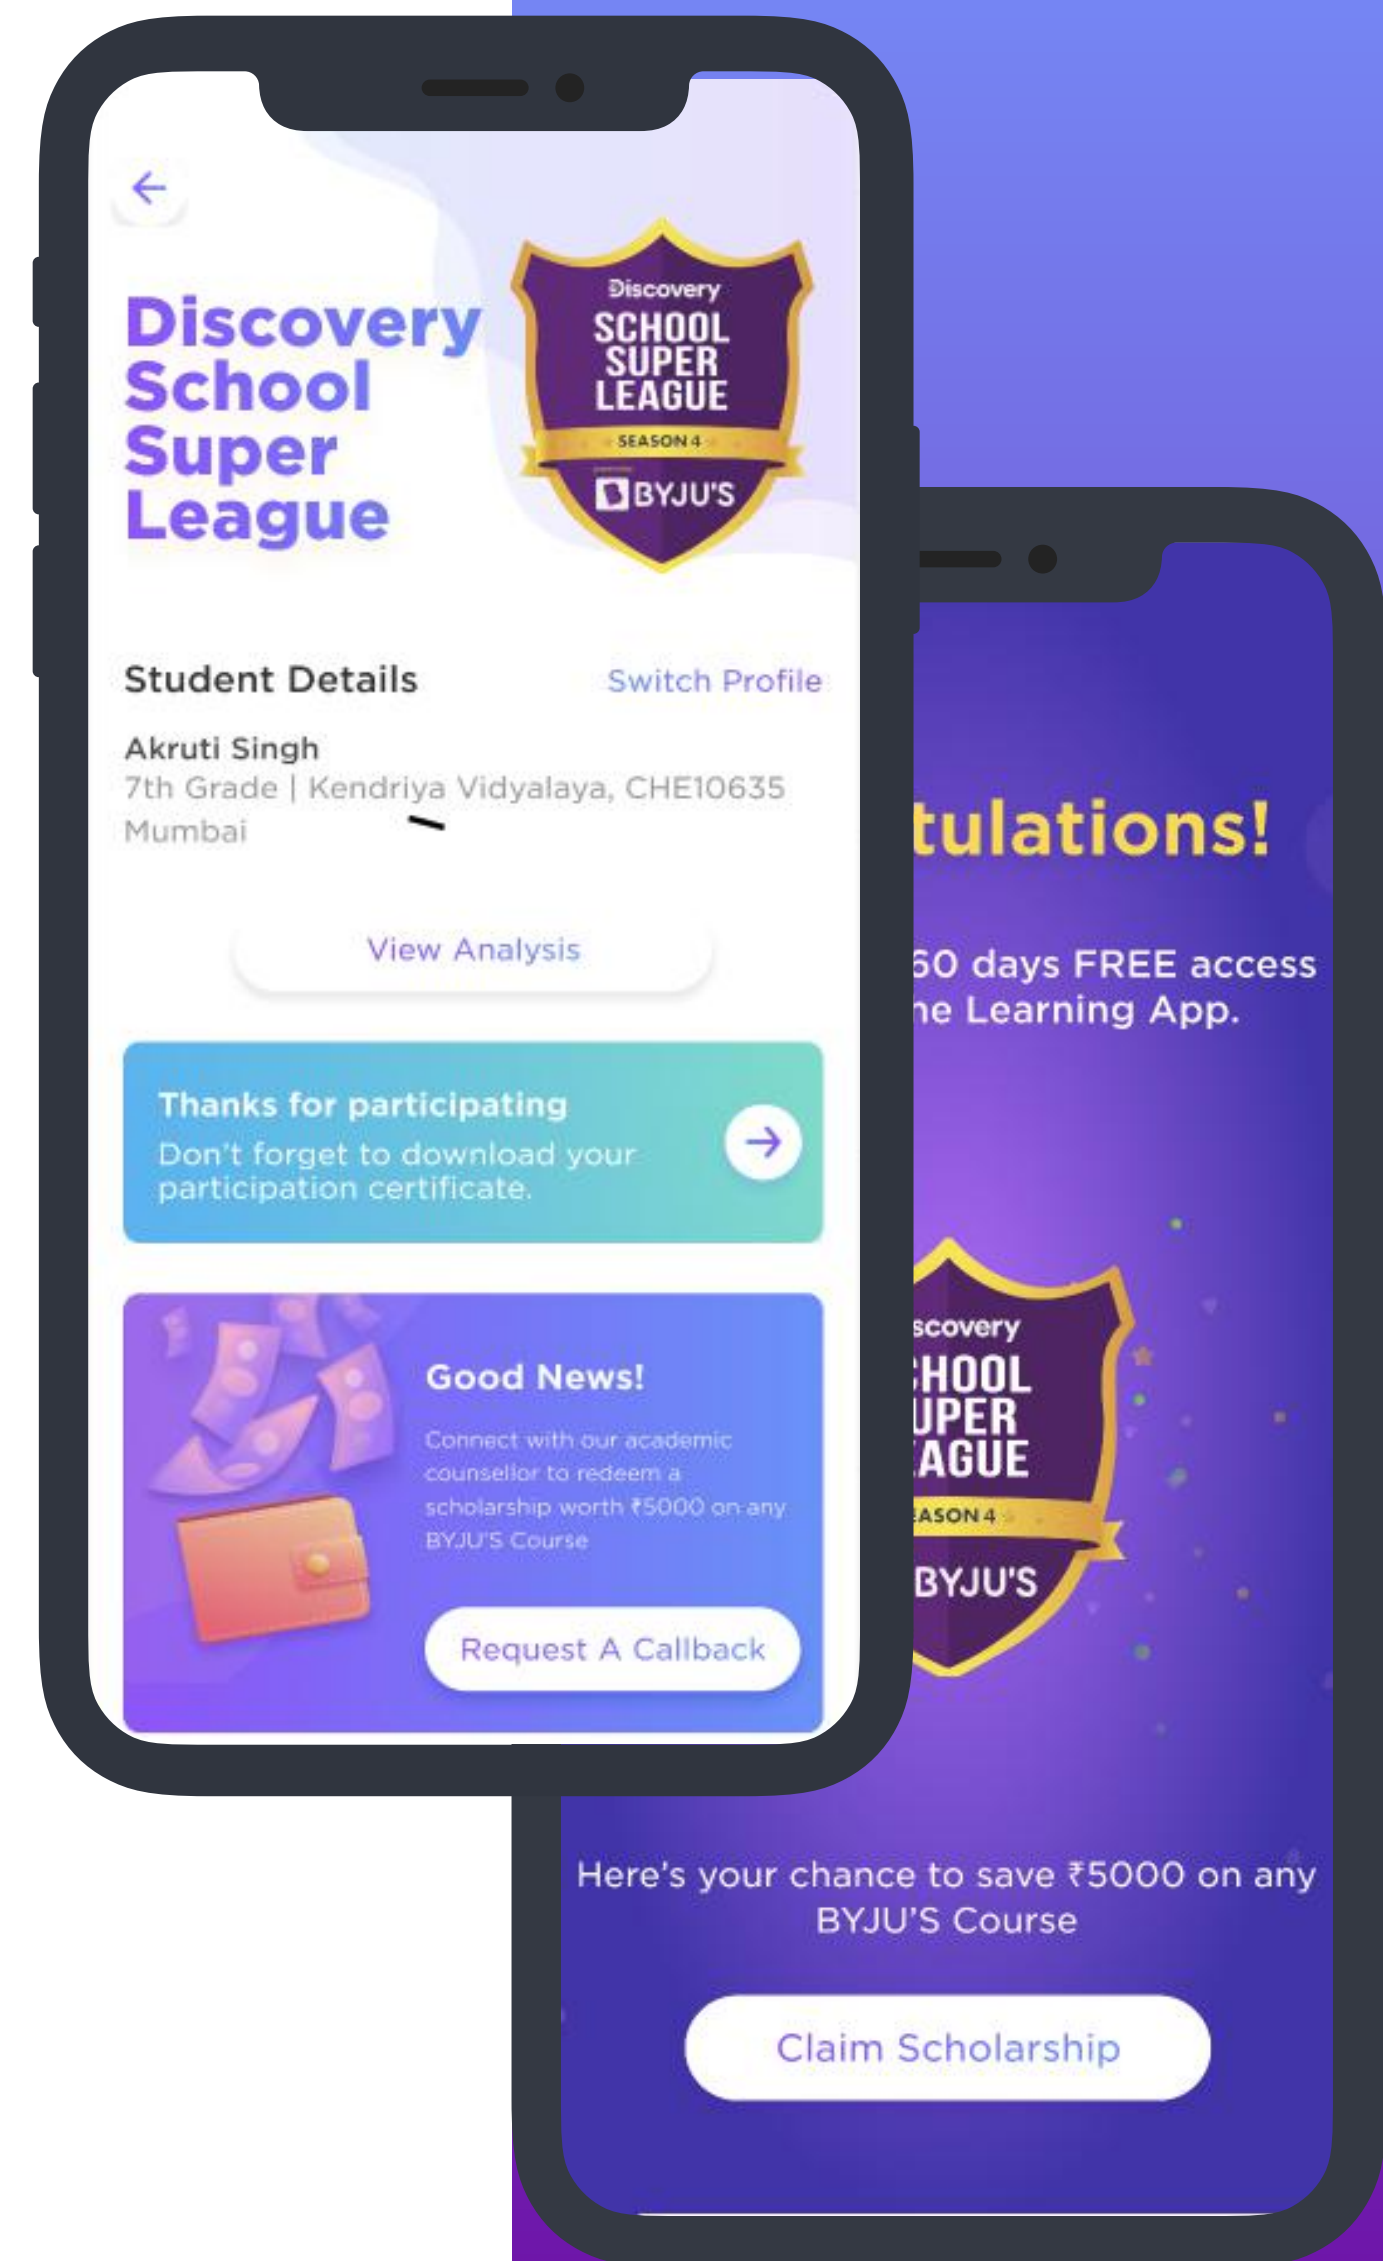 Discovery
School
Super
League
Discovery
SCHOOL
SUPER
LEAGUE
SEASON 4
BYJU'S
Student Details
Switch Profile
Akruti Singh
7th Grade | Kendriya Vidyalaya, CHE10635
Mumbai
View Analysis
Thanks for participating
Don't forget to download your
participation certificate.
Good News!
Connect with our academic
counsellor to redeem a
scholarship worth ₹5000 on any
BYJU'S Course
Request A Callback
tulations!
60 days FREE access
he Learning App.
scovery
HOOL
UPER
AGUE
EASON 4
BYJU'S
Here's your chance to save ₹5000 on any
BYJU'S Course
Claim Scholarship